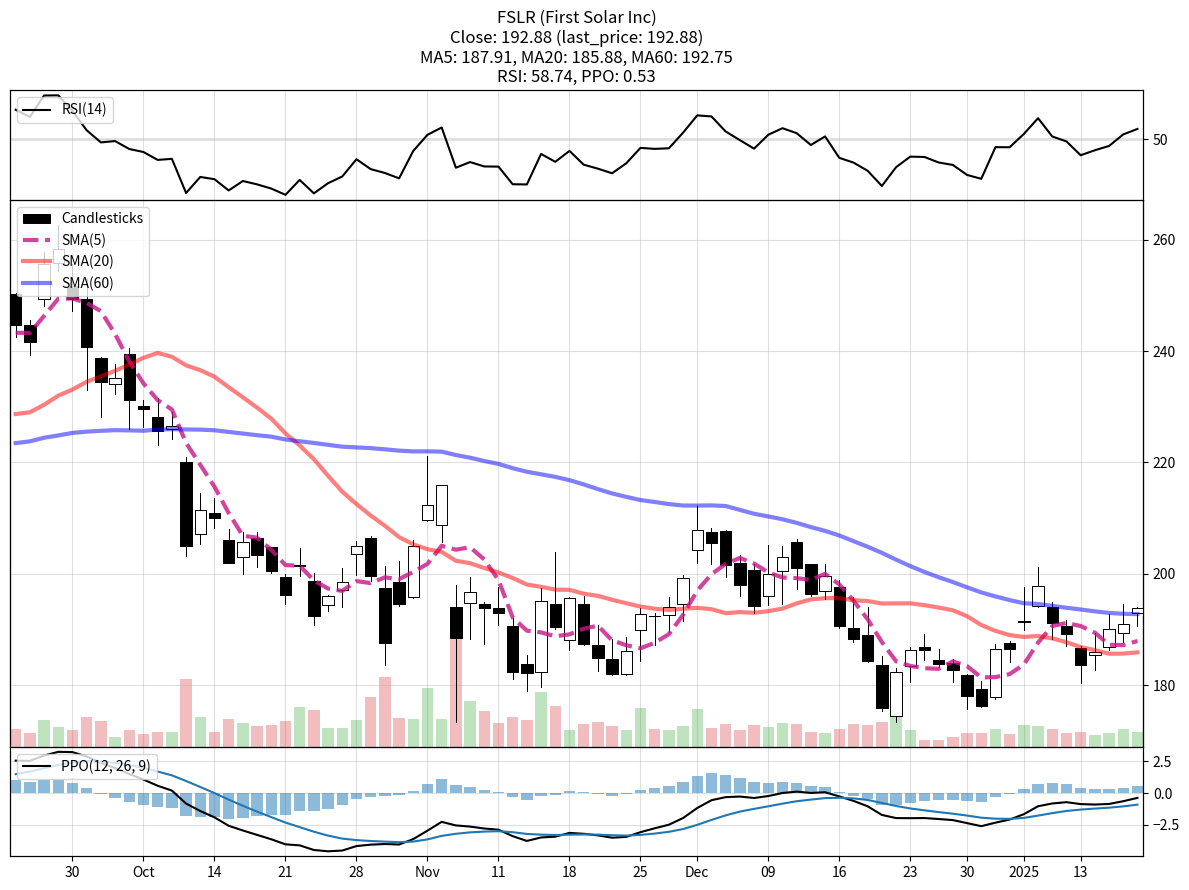 FSLR (First Solar Inc)
Close: 192.88 (last_price: 192.88)
MA5: 187.91, MA20: 185.88, MA60: 192.75
RSI: 58.74, PPO: 0.53
RSI(14)
50
Candlesticks
SMA(5)
SMA(20)
SMA(60)
260
240
220
200
180
PPO(12, 26, 9)
2.5
0.0
−2.5
30 Oct 14 21 28 Nov 11 18 25 Dec 09 16 23 30 2025 13